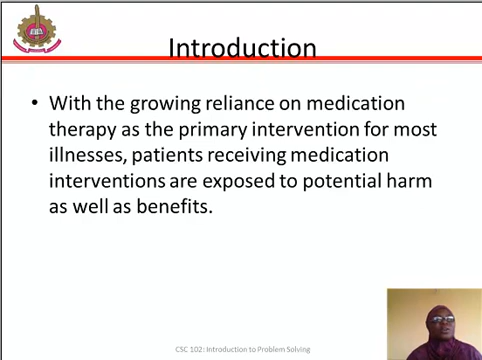 Introduction
• With the growing reliance on medication
therapy as the primary intervention for most
illnesses, patients receiving medication
interventions are exposed to potential harm
as well as benefits.
CSC 102: Introduction to Problem Solving